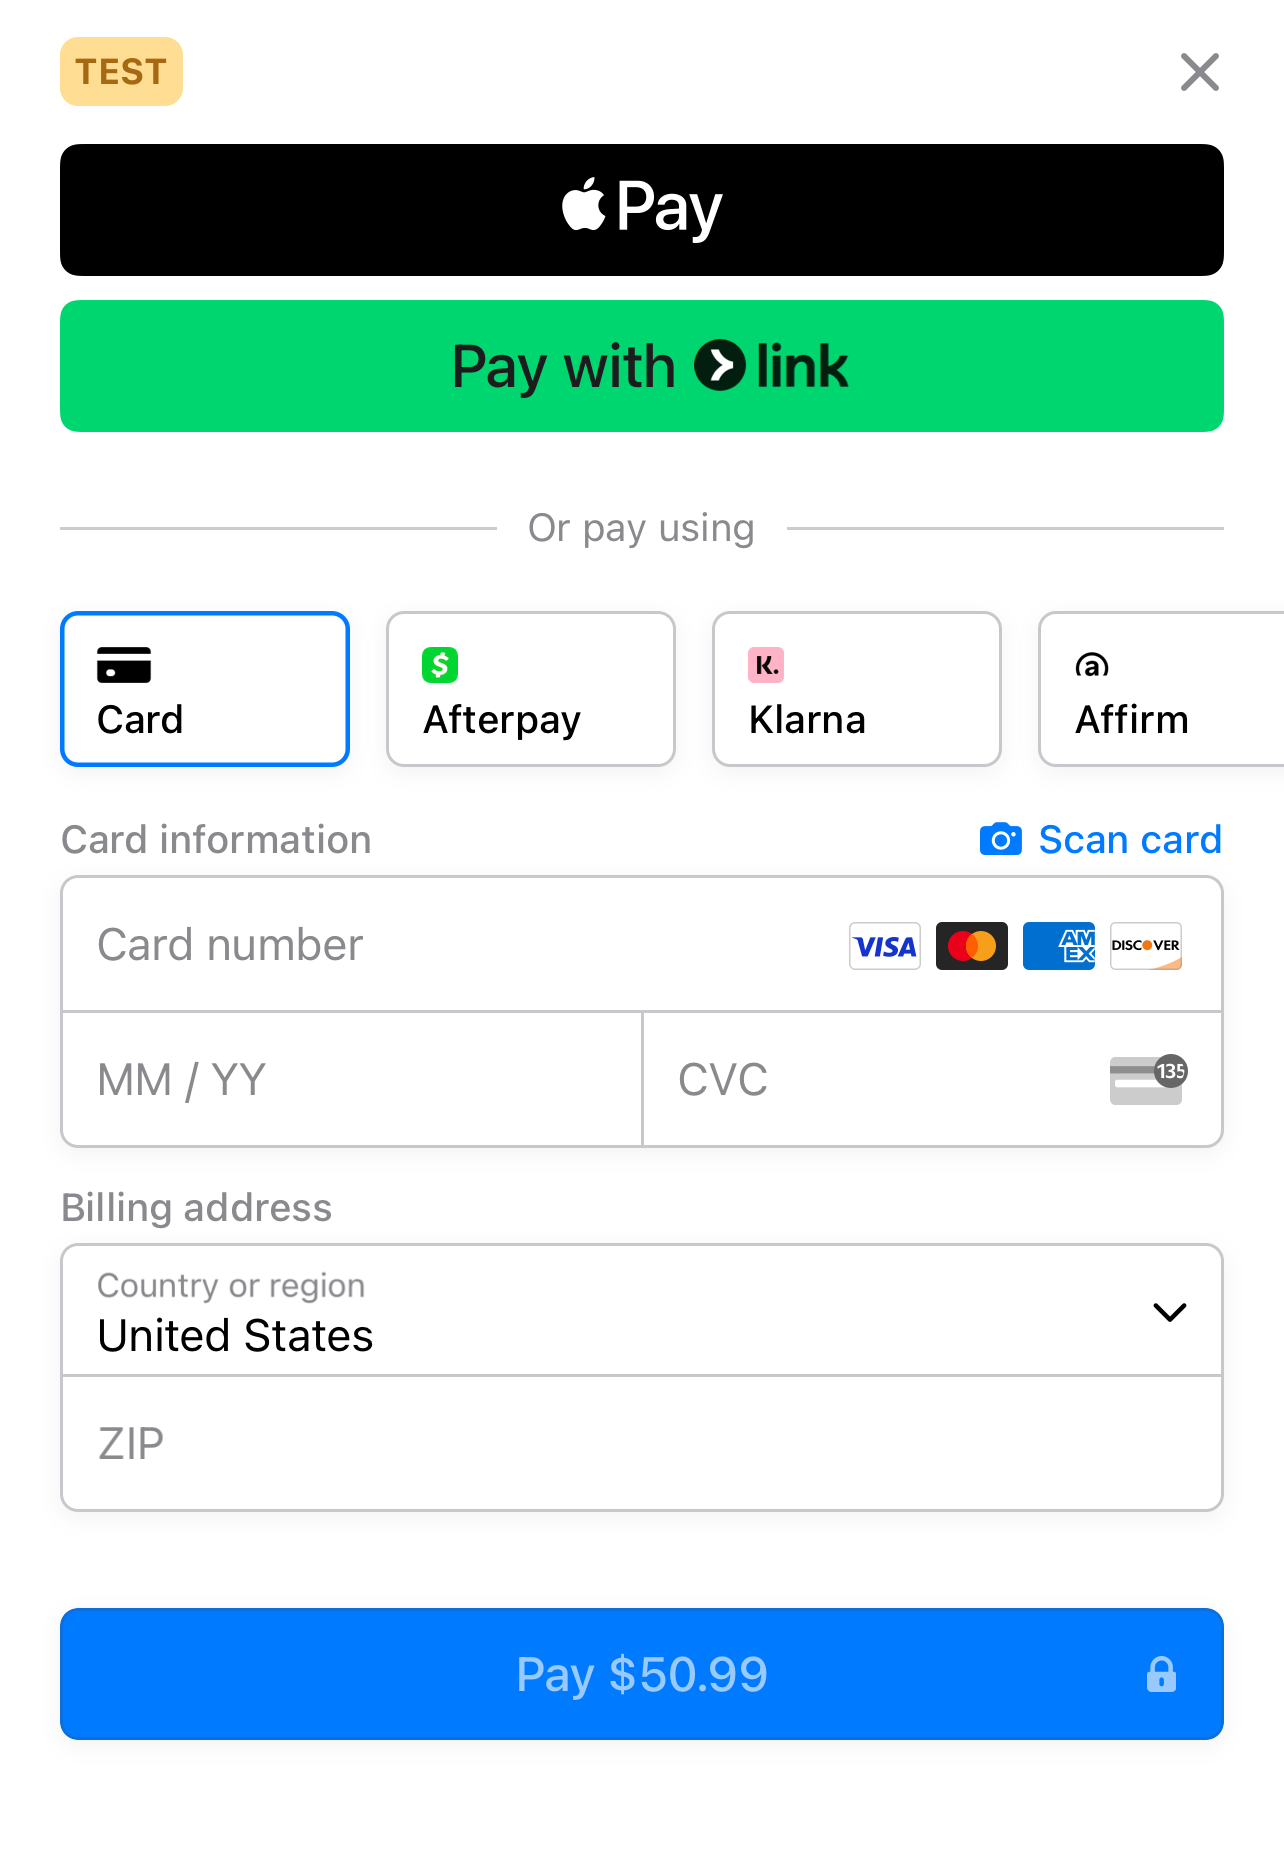 TEST
Pay
Pay with link
Or pay using
Card
Afterpay
Klarna
Affirm
Card information
Scan card
Card number
VISA
AM
EX
DISCOVER
MM / YY
CVC
135
Billing address
Country or region
United States
ZIP
Pay $50.99